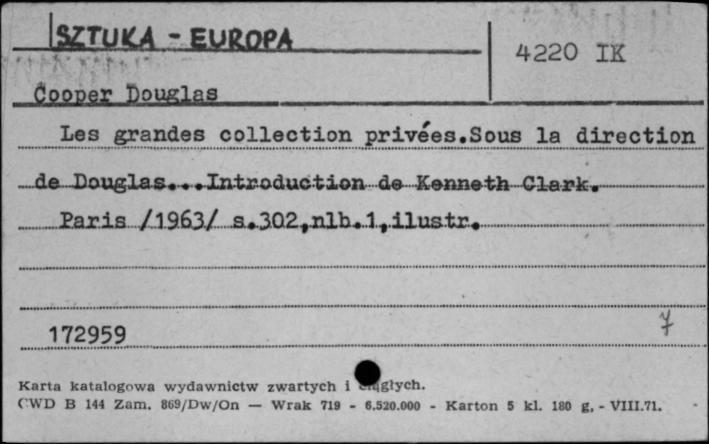 SZTUKA - EUROPA
4220 IK
Cooper Douglas
Les grandes collection privées.Sous la direction
de Douglas...Introduction de Kenneth Clark.
Paris /1963/ s.302,nlb.1,ilustr.
172959
7
Karta katalogowa wydawnictw zwartych i ciągłych.
CWD B 144 Zam. 869/Dw/On — Wrak 719 - 6.520.000 - Karton 5 kl. 180 g. - VIII.71.